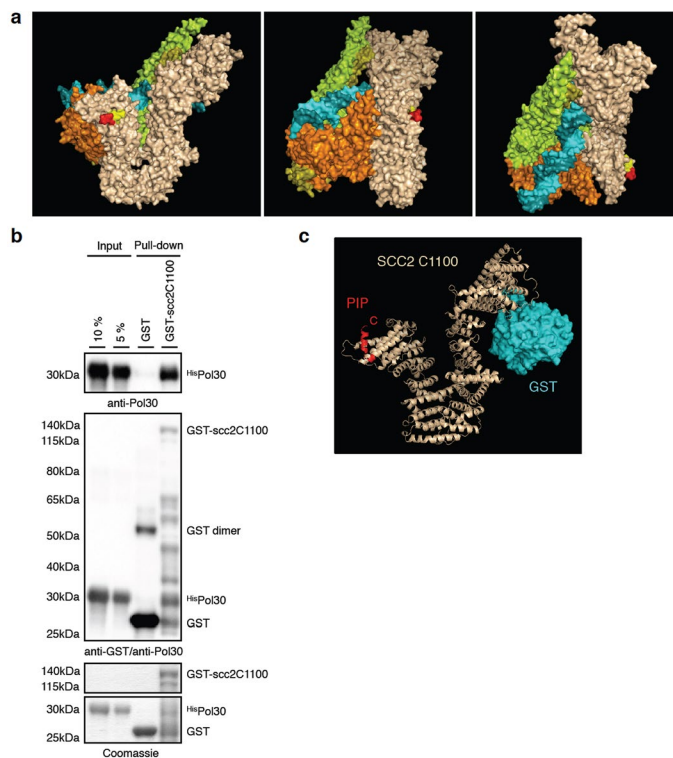 a
b
Input
Pull-down
10 %
5 %
GST
GST-scc2C1100
30kDa
HisPol30
anti-Pol30
140kDa
GST-scc2C1100
115kDa
80kDa
65kDa
50kDa
GST dimer
40kDa
30kDa
HisPol30
GST
25kDa
anti-GST/anti-Pol30
140kDa
GST-scc2C1100
115kDa
30kDa
HisPol30
25kDa
GST
Coomassie
c
SCC2 C1100
PIP
C
GST